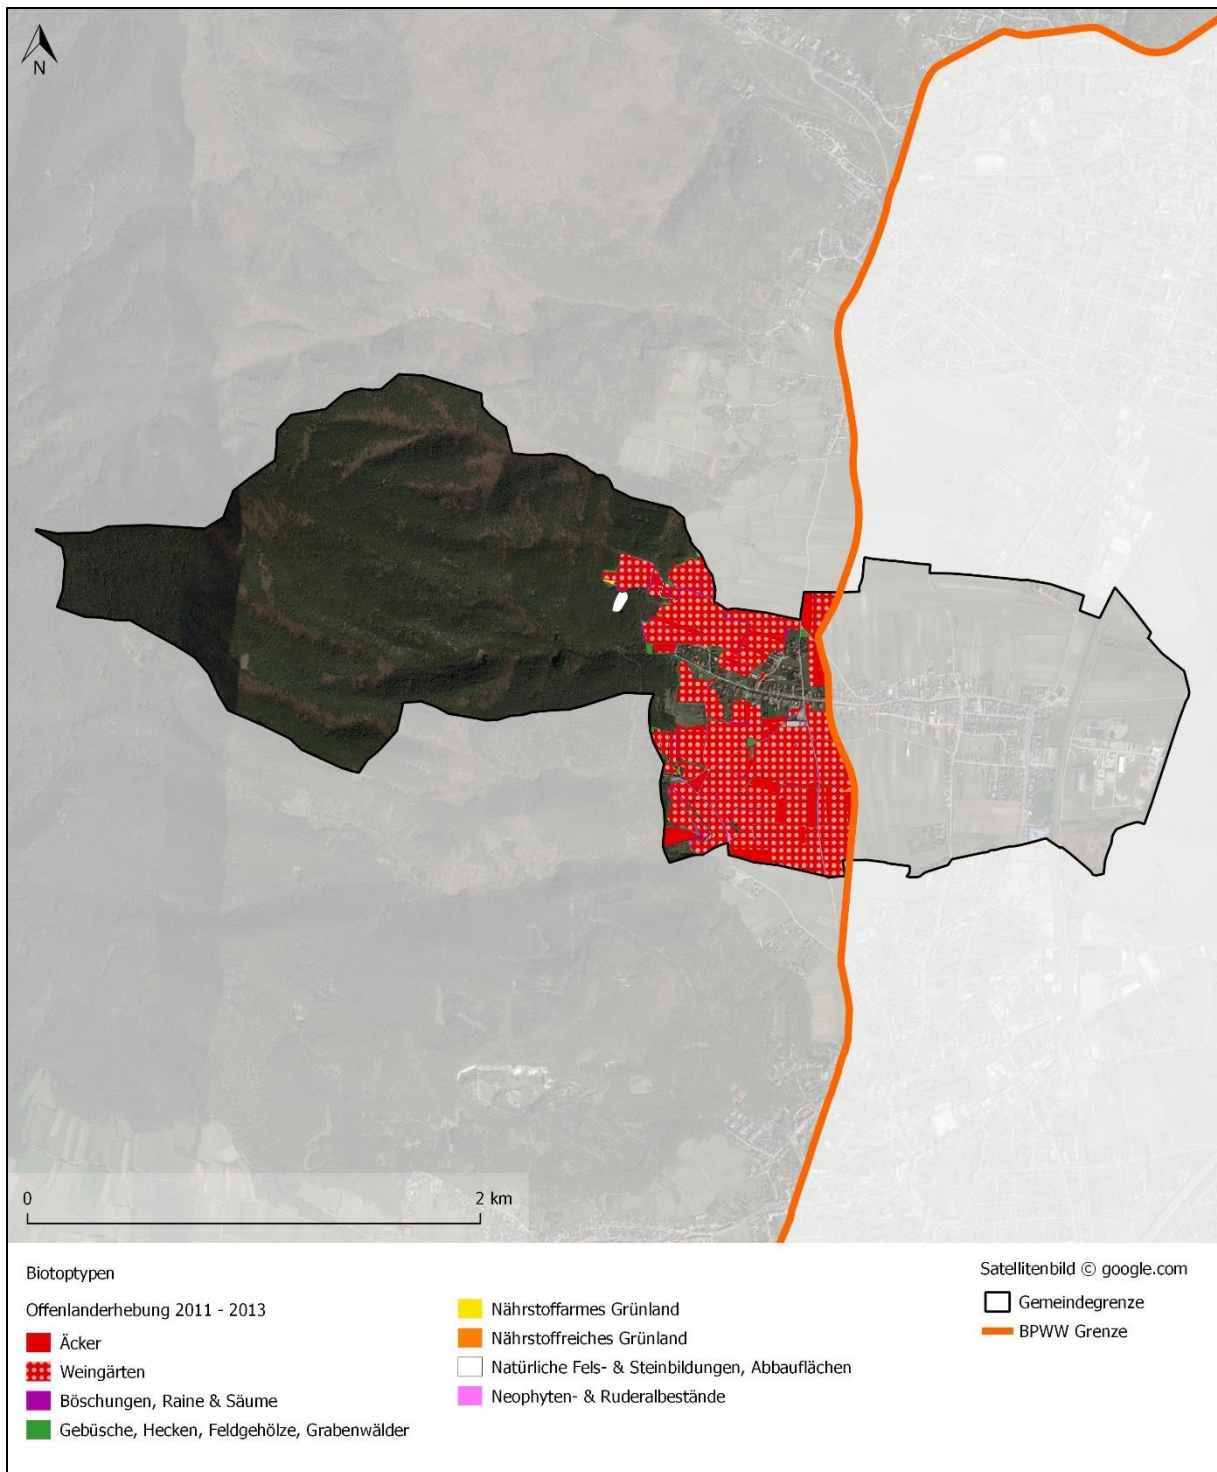 N
0 2 km
Biotoptypen
Offenlanderhebung 2011 - 2013
Äcker
Weingärten
Böschungen, Raine & Säume
Gebüsche, Hecken, Feldgehölze, Grabenwälder
Nährstoffarmes Grünland
Nährstoffreiches Grünland
Natürliche Fels- & Steinbildungen, Abbauflächen
Neophyten- & Ruderalbestände
Satellitenbild © google.com
Gemeindegrenze
BPWW Grenze